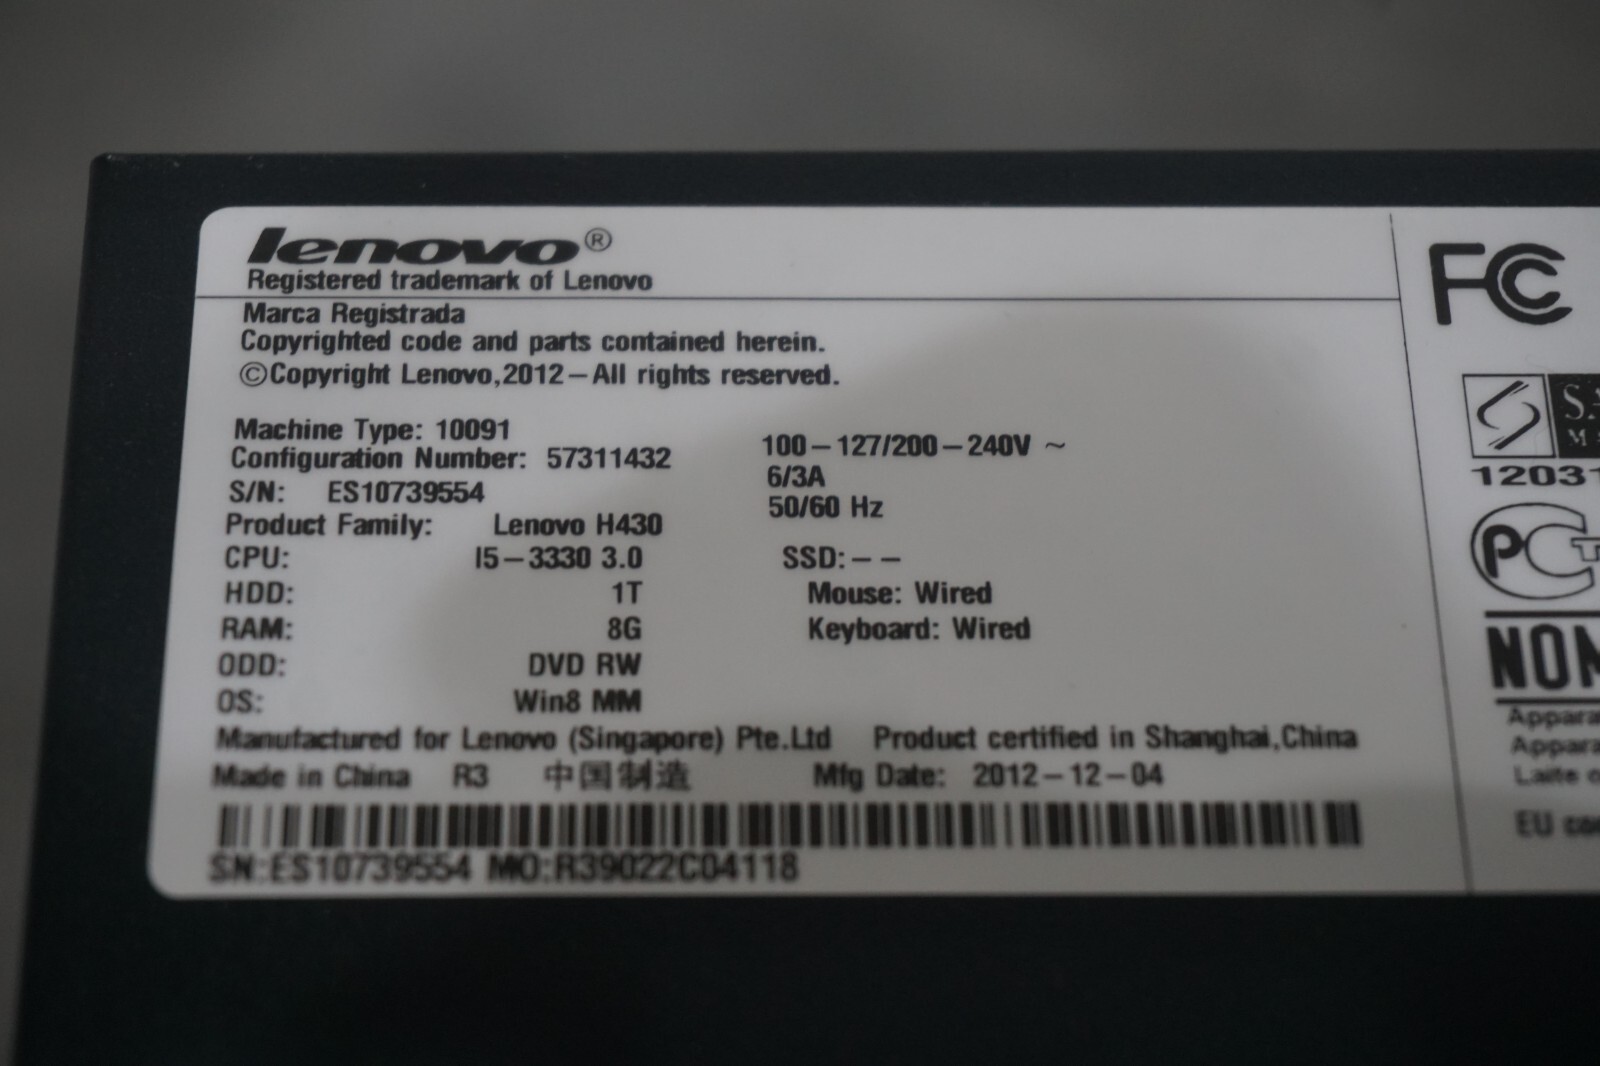 lenovo®
Registered trademark of Lenovo
Marca Registrada
Copyrighted code and parts contained herein.
©Copyright Lenovo,2012–All rights reserved.
Machine Type: 10091
Configuration Number: 57311432
S/N: ES10739554
Product Family: Lenovo H430
CPU: I5–3330 3.0
HDD: 1T
RAM: 8G
ODD: DVD RW
OS: Win8 MM
100–127/200–240V ~
6/3A
50/60 Hz
SSD: – –
Mouse: Wired
Keyboard: Wired
Manufactured for Lenovo (Singapore) Pte.Ltd Product certified in Shanghai,China
Made in China R3 中国制造 Mfg Date: 2012–12–04
SN:ES10739554 MO:R39022C04118
FC
12031
PCT
NOM
EU